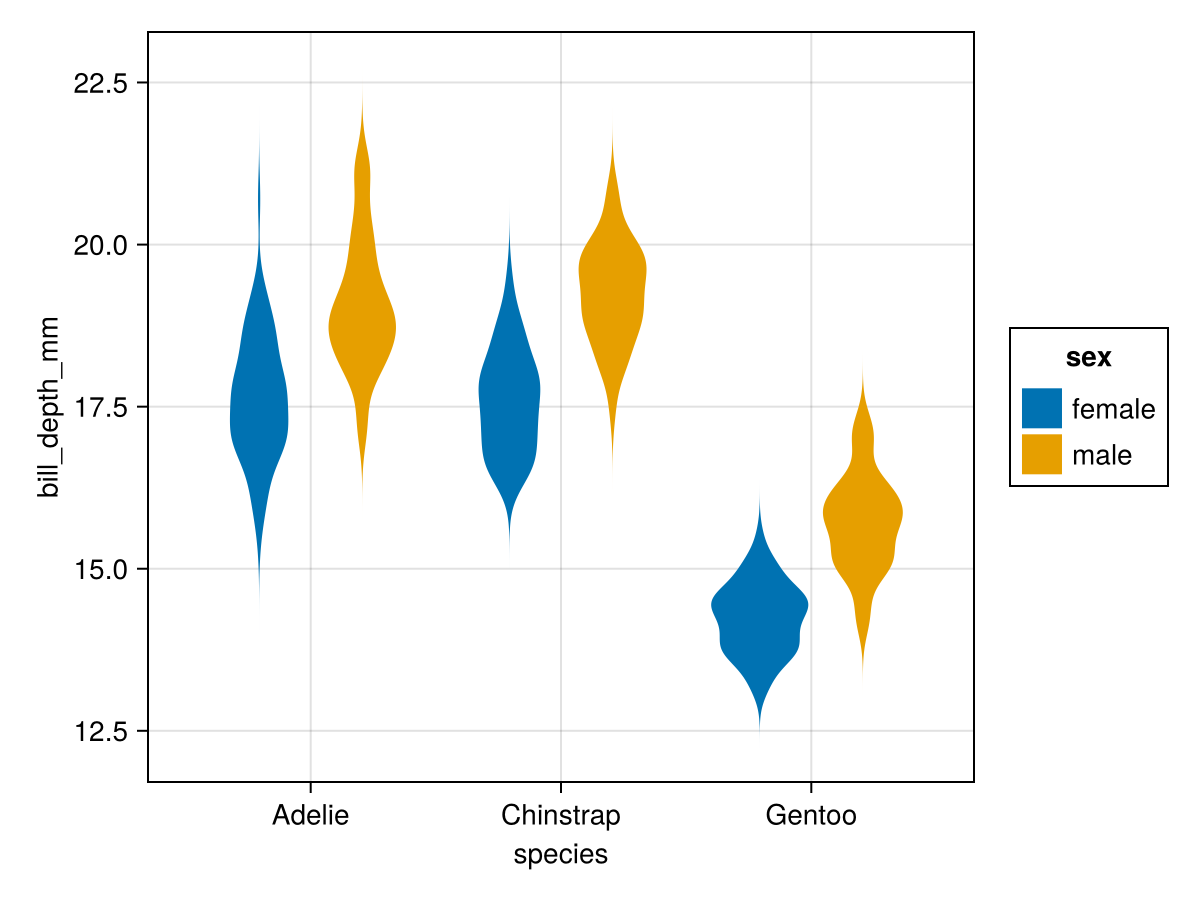 bill_depth_mm
22.5
20.0
17.5
15.0
12.5
Adelie
Chinstrap
Gentoo
species
sex
female
male